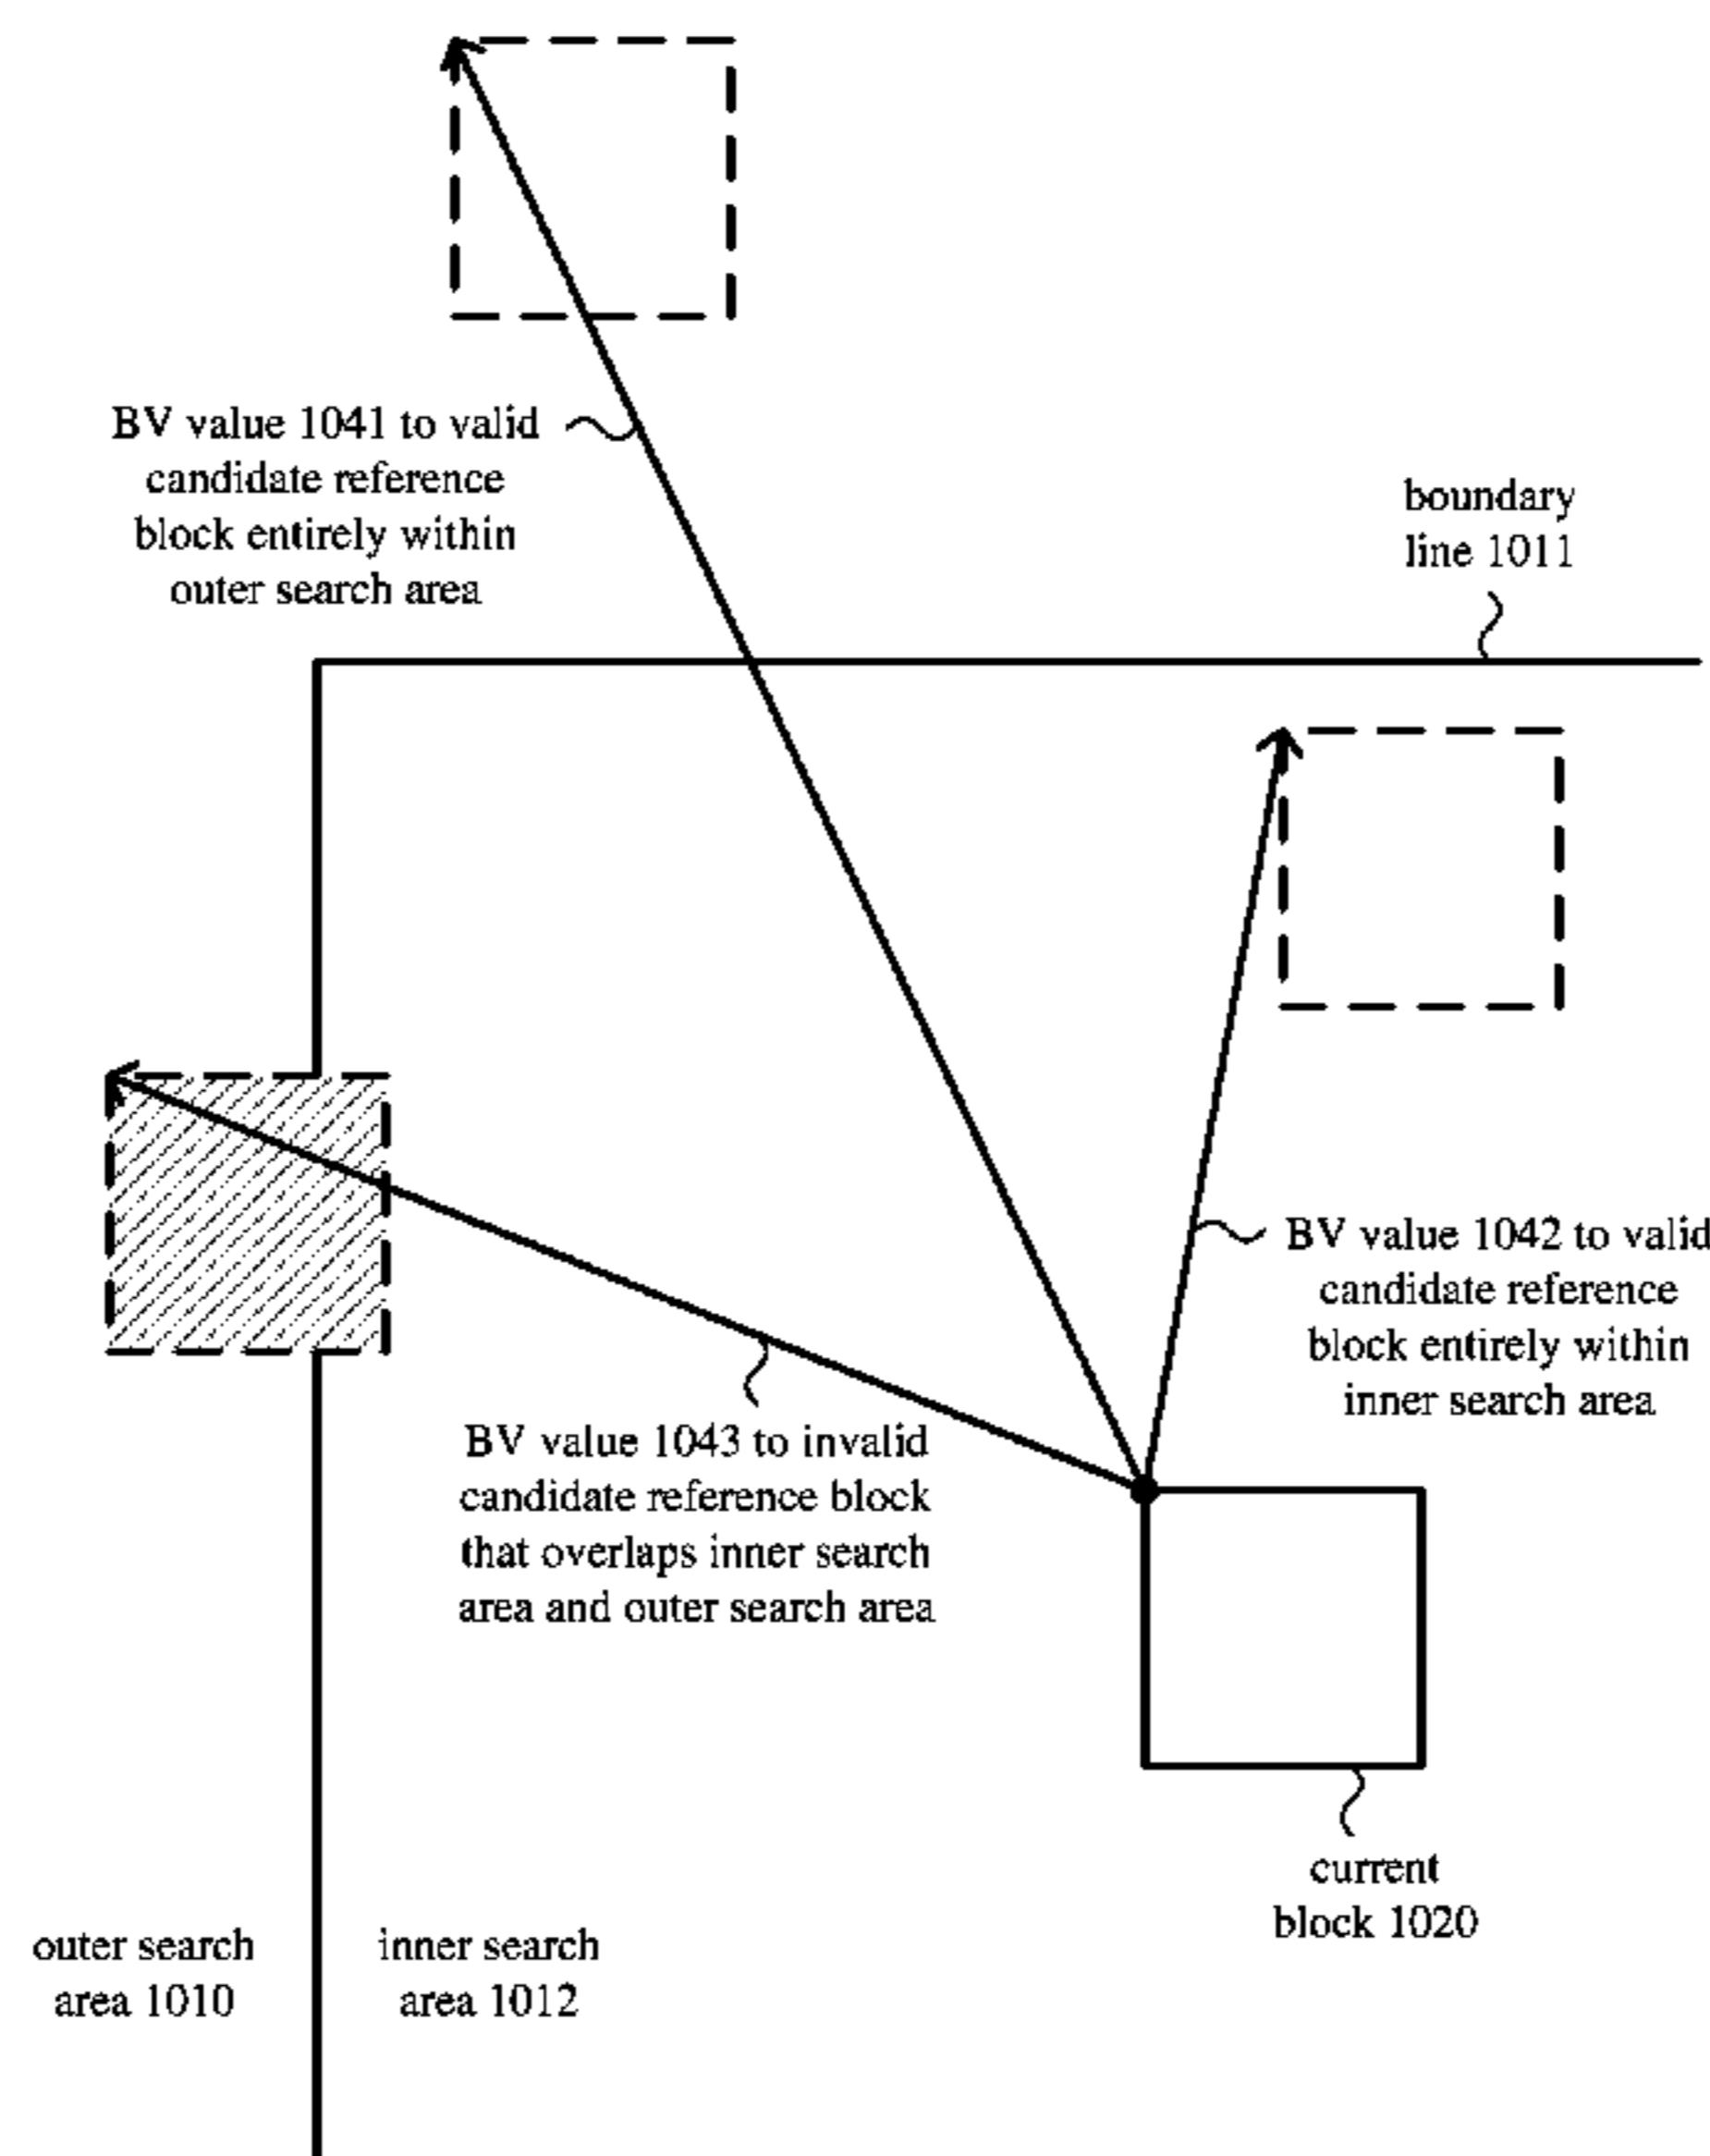 BV value 1041 to valid
candidate reference
block entirely within
outer search area
boundary
line 1011
BV value 1042 to valid
candidate reference
block entirely within
inner search area
BV value 1043 to invalid
candidate reference block
that overlaps inner search
area and outer search area
current
block 1020
outer search
area 1010
inner search
area 1012